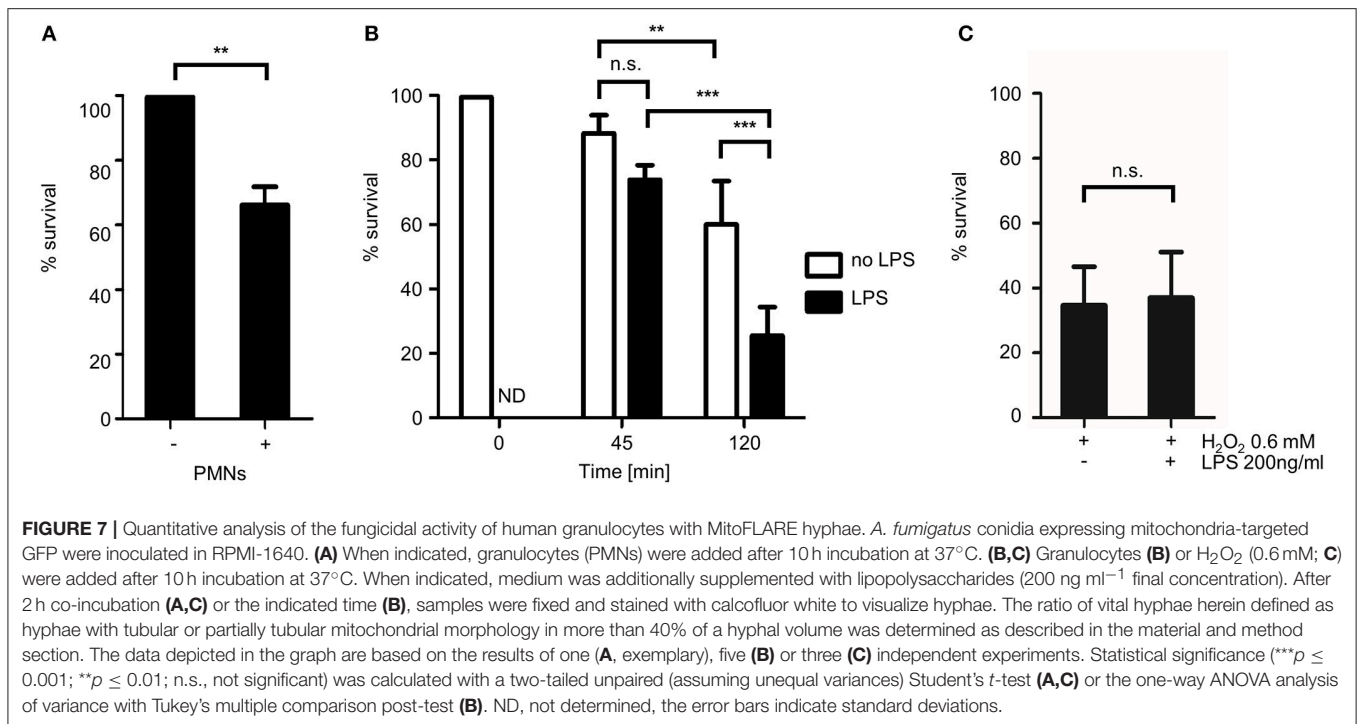 A
**
% survival
100
80
60
40
20
0
- +
PMNs
B
**
n.s.
***
***
% survival
100
80
60
40
20
0
ND
0 45 120
Time [min]
no LPS
LPS
C
n.s.
% survival
100
80
60
40
20
0
+ + H₂O₂ 0.6 mM
- + LPS 200ng/ml
FIGURE 7 | Quantitative analysis of the fungicidal activity of human granulocytes with MitoFLARE hyphae. A. fumigatus conidia expressing mitochondria-targeted
GFP were inoculated in RPMI-1640. (A) When indicated, granulocytes (PMNs) were added after 10 h incubation at 37°C. (B,C) Granulocytes (B) or H₂O₂ (0.6 mM; C)
were added after 10 h incubation at 37°C. When indicated, medium was additionally supplemented with lipopolysaccharides (200 ng ml⁻¹ final concentration). After
2 h co-incubation (A,C) or the indicated time (B), samples were fixed and stained with calcofluor white to visualize hyphae. The ratio of vital hyphae herein defined as
hyphae with tubular or partially tubular mitochondrial morphology in more than 40% of a hyphal volume was determined as described in the material and method
section. The data depicted in the graph are based on the results of one (A, exemplary), five (B) or three (C) independent experiments. Statistical significance (***p ≤
0.001; **p ≤ 0.01; n.s., not significant) was calculated with a two-tailed unpaired (assuming unequal variances) Student's t-test (A,C) or the one-way ANOVA analysis
of variance with Tukey's multiple comparison post-test (B). ND, not determined, the error bars indicate standard deviations.